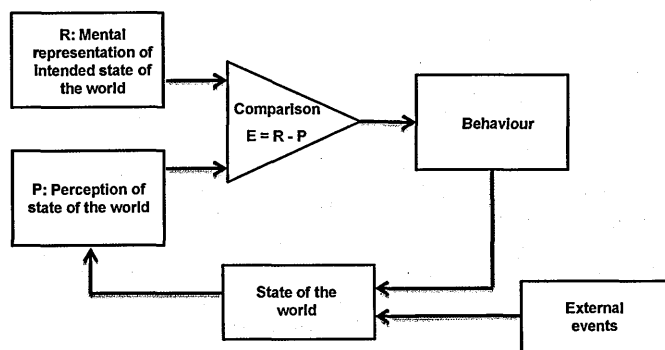 R: Mental
representation of
intended state of
the world
Comparison
E = R - P
Behaviour
P: Perception of
state of the world
State of the
world
External
events